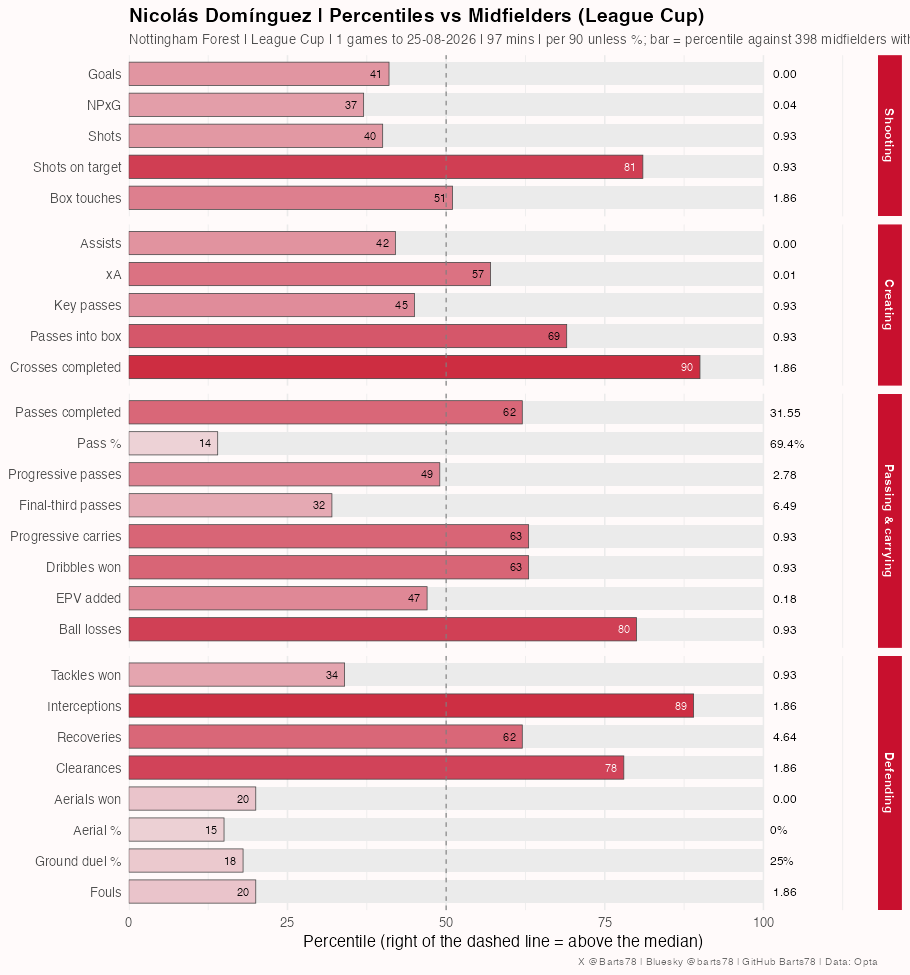 Nicolás Domínguez | Percentiles vs Midfielders (League Cup)
Nottingham Forest | League Cup | 1 games to 25-08-2026 | 97 mins | per 90 unless %; bar = percentile against 398 midfielders with
Goals 41 0.00
NPxG 37 0.04
Shots 40 0.93
Shots on target 81 0.93
Box touches 51 1.86
Shooting
Assists 42 0.00
xA 57 0.01
Key passes 45 0.93
Passes into box 69 0.93
Crosses completed 90 1.86
Creating
Passes completed 62 31.55
Pass % 14 69.4%
Progressive passes 49 2.78
Final-third passes 32 6.49
Progressive carries 63 0.93
Dribbles won 63 0.93
EPV added 47 0.18
Ball losses 80 0.93
Passing & carrying
Tackles won 34 0.93
Interceptions 89 1.86
Recoveries 62 4.64
Clearances 78 1.86
Aerials won 20 0.00
Aerial % 15 0%
Ground duel % 18 25%
Fouls 20 1.86
Defending
0 25 50 75 100
Percentile (right of the dashed line = above the median)
X @Barts78 | Bluesky @barts78 | GitHub Barts78 | Data: Opta